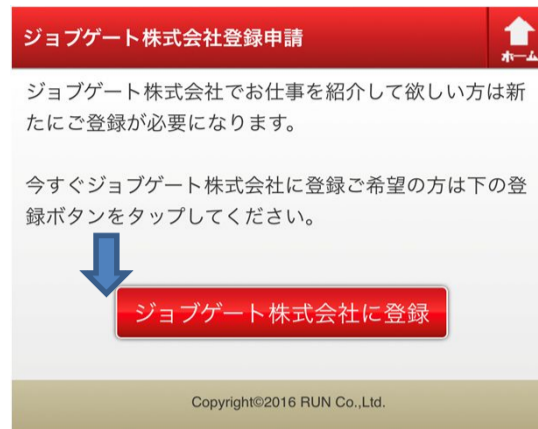 ジョブゲート株式会社登録申請
ホーム
ジョブゲート株式会社でお仕事を紹介して欲しい方は新
たにご登録が必要になります。
今すぐジョブゲート株式会社に登録ご希望の方は下の登
録ボタンをタップしてください。
ジョブゲート株式会社に登録
Copyright©2016 RUN Co.,Ltd.